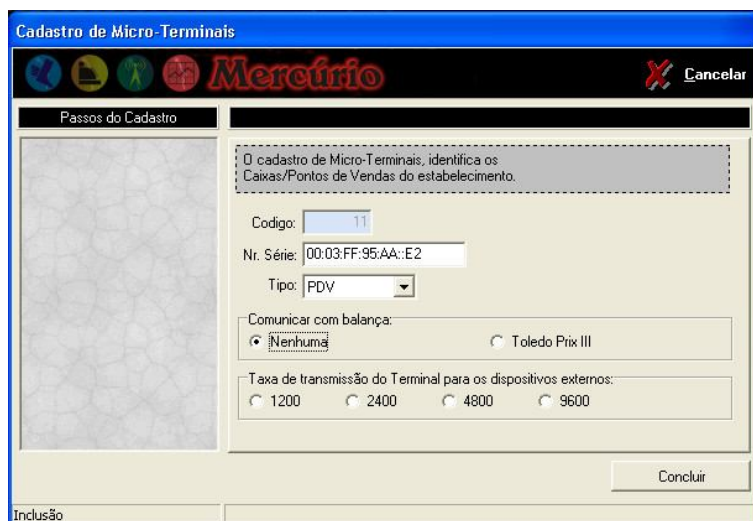 Cadastro de Micro-Terminais
Mercúrio
Cancelar
Passos do Cadastro
O cadastro de Micro-Terminais, identifica os
Caixas/Pontos de Vendas do estabelecimento.
Codigo: 11
Nr. Série: 00:03:FF:95:AA::E2
Tipo: PDV
Comunicar com balança:
Nenhuma Toledo Prix III
Taxa de transmissão do Terminal para os dispositivos externos:
1200 2400 4800 9600
Concluir
Inclusão